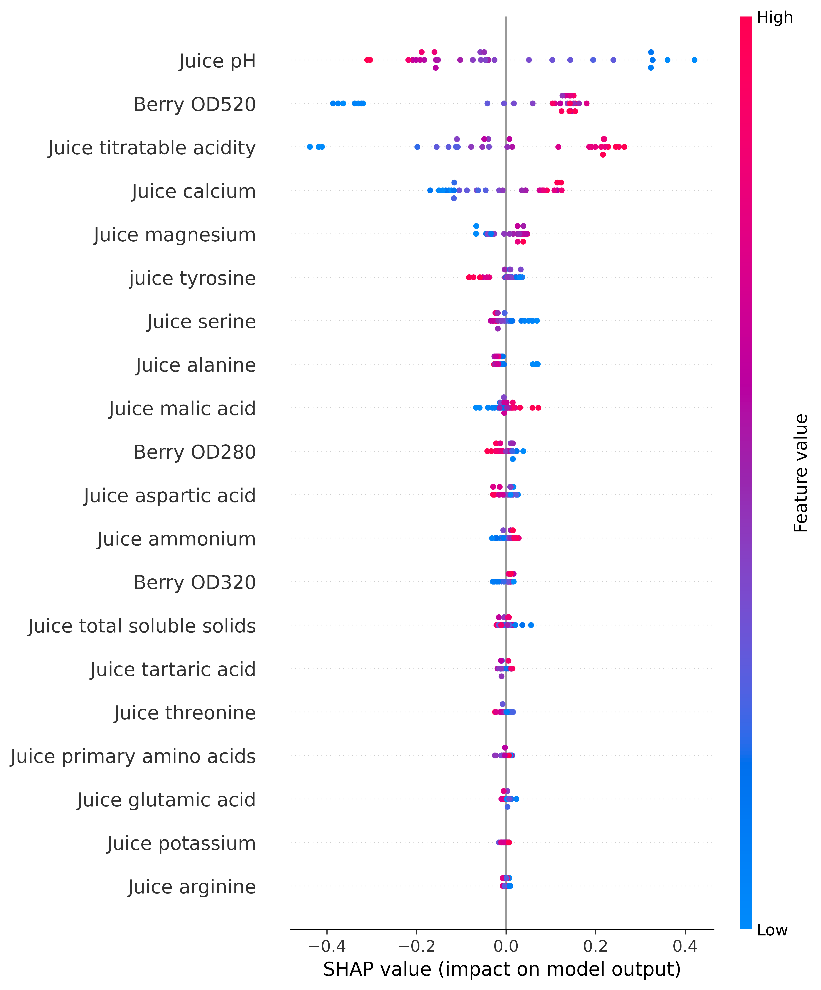 High
Juice pH
Berry OD520
Juice titratable acidity
Juice calcium
Juice magnesium
juice tyrosine
Juice serine
Juice alanine
Juice malic acid
Berry OD280
Juice aspartic acid
Juice ammonium
Berry OD320
Juice total soluble solids
Juice tartaric acid
Juice threonine
Juice primary amino acids
Juice glutamic acid
Juice potassium
Juice arginine
Feature value
Low
−0.4 −0.2 0.0 0.2 0.4
SHAP value (impact on model output)